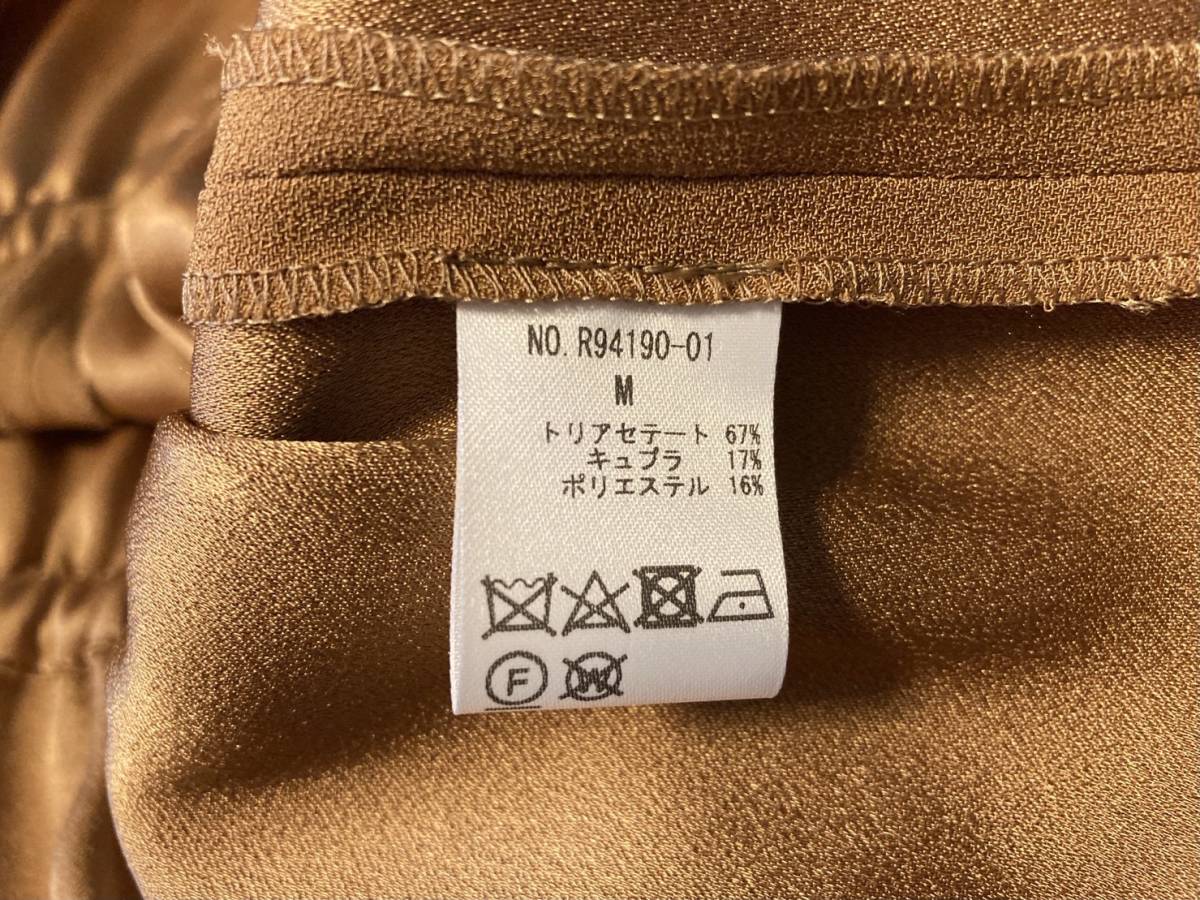 NO. R94190-01
M
トリアセテート 67%
キュプラ 17%
ポリエステル 16%
F W